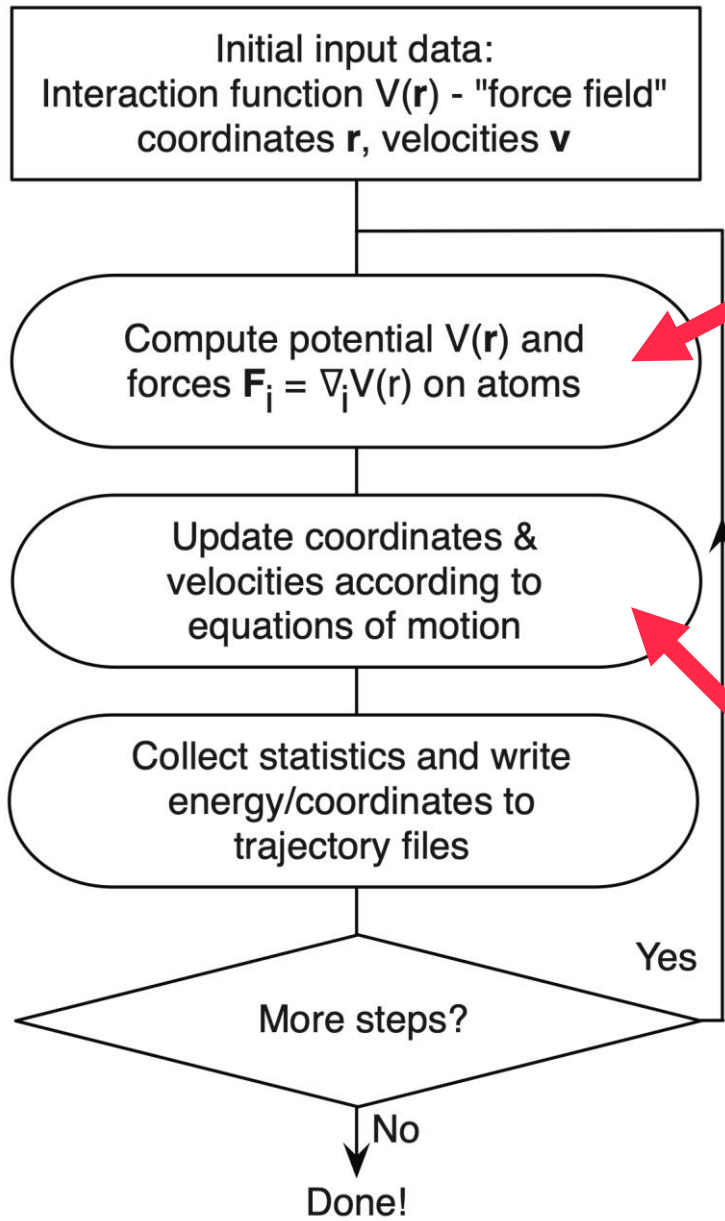 Initial input data:
Interaction function V(r) - "force field"
coordinates r, velocities v
Compute potential V(r) and
forces Fᵢ = ∇ᵢV(r) on atoms
Update coordinates &
velocities according to
equations of motion
Collect statistics and write
energy/coordinates to
trajectory files
Yes
More steps?
No
Done!